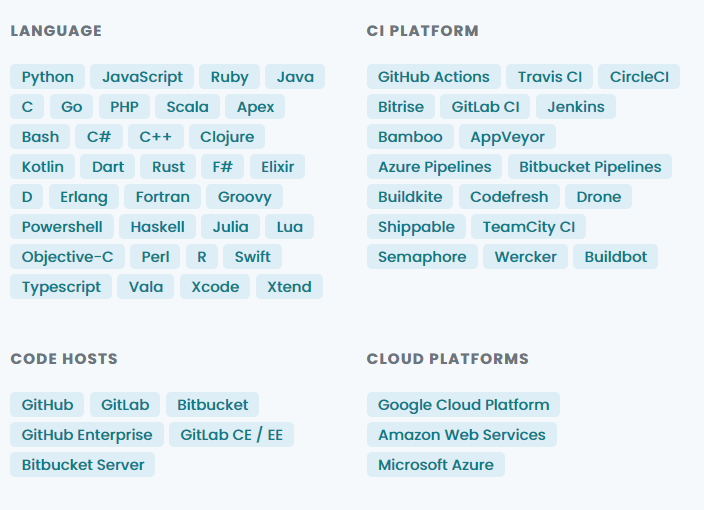 LANGUAGE
Python JavaScript Ruby Java
C Go PHP Scala Apex
Bash C# C++ Clojure
Kotlin Dart Rust F# Elixir
D Erlang Fortran Groovy
Powershell Haskell Julia Lua
Objective-C Perl R Swift
Typescript Vala Xcode Xtend
CI PLATFORM
GitHub Actions Travis CI CircleCI
Bitrise GitLab CI Jenkins
Bamboo AppVeyor
Azure Pipelines Bitbucket Pipelines
Buildkite Codefresh Drone
Shippable TeamCity CI
Semaphore Wercker Buildbot
CODE HOSTS
GitHub GitLab Bitbucket
GitHub Enterprise GitLab CE / EE
Bitbucket Server
CLOUD PLATFORMS
Google Cloud Platform
Amazon Web Services
Microsoft Azure